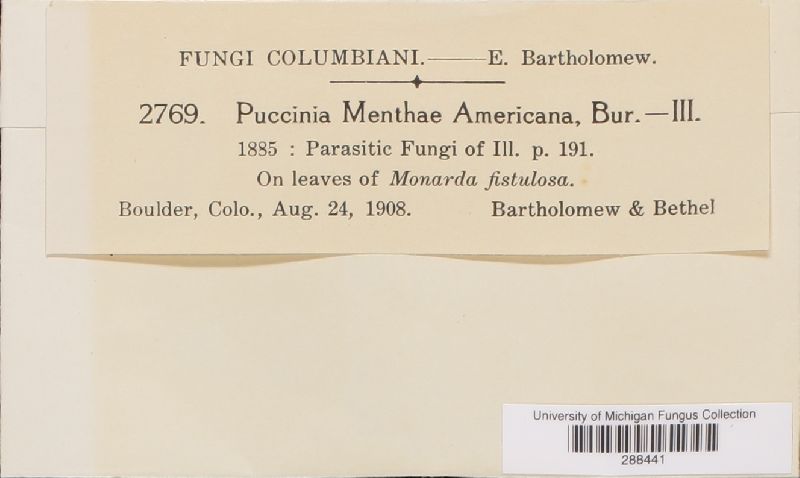 FUNGI COLUMBIANI.——E. Bartholomew.
2769. Puccinia Menthae Americana, Bur.—III.
1885 : Parasitic Fungi of Ill. p. 191.
On leaves of Monarda fistulosa.
Boulder, Colo., Aug. 24, 1908. Bartholomew & Bethel
University of Michigan Fungus Collection
288441